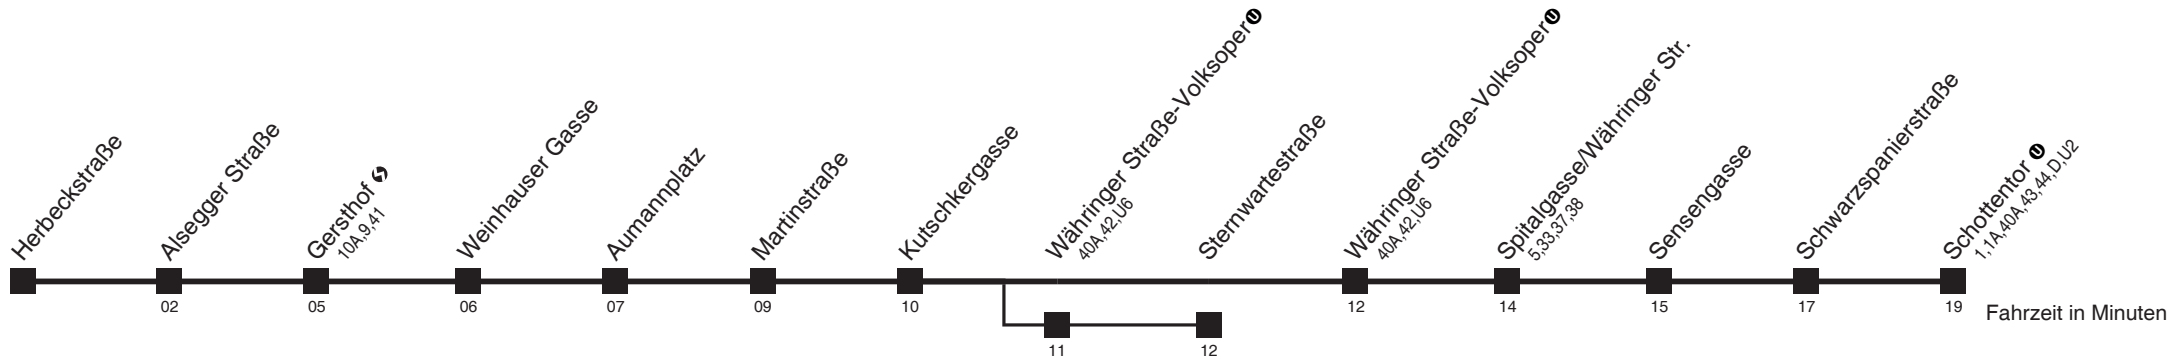 Herbeckstraße
Alsegger Straße
Gersthof S
10A,9,41
Weinhauser Gasse
Aumannplatz
Martinstraße
Kutschkergasse
Währinger Straße-Volksoper U
40A,42,U6
Sternwartestraße
Währinger Straße-Volksoper U
40A,42,U6
Spitalgasse/Währinger Str.
5,33,37,38
Sensengasse
Schwarzspanierstraße
Schottentor U
1,1A,40A,43,44,D,U2
02
05
06
07
09
10
12
14
15
17
19
Fahrzeit in Minuten
11
12